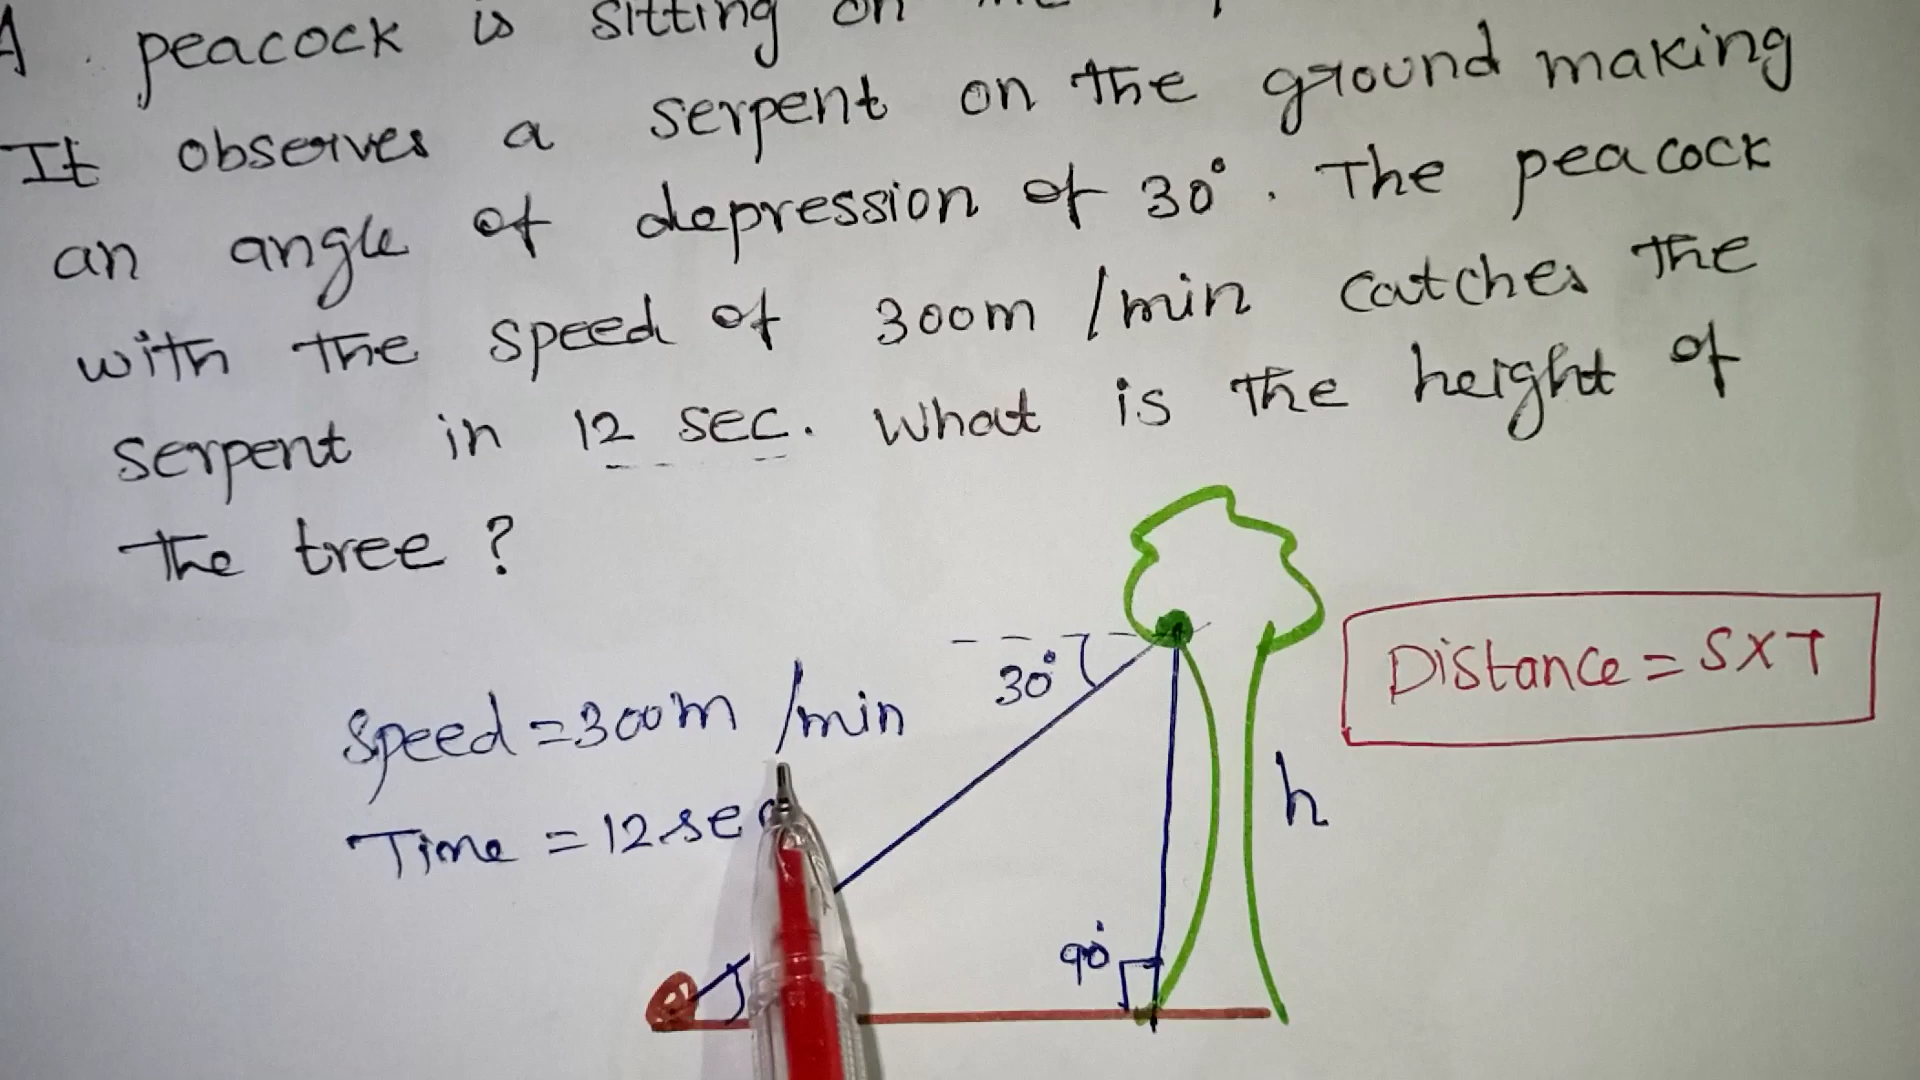 A peacock is sitting on the
It observes a serpent on the ground making
an angle of depression of 30°. The peacock
with the speed of 300m /min catches the
serpent in 12 sec. What is the height of
the tree ?
30°
Distance = S X T
Speed = 300m /min
Time = 12 sec
h
90°